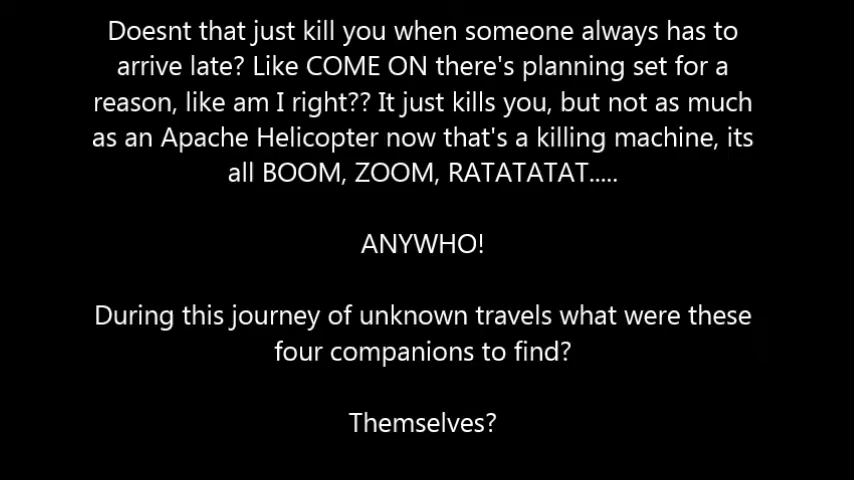 Doesnt that just kill you when someone always has to
arrive late? Like COME ON there's planning set for a
reason, like am I right?? It just kills you, but not as much
as an Apache Helicopter now that's a killing machine, its
all BOOM, ZOOM, RATATATAT.....
ANYWHO!
During this journey of unknown travels what were these
four companions to find?
Themselves?